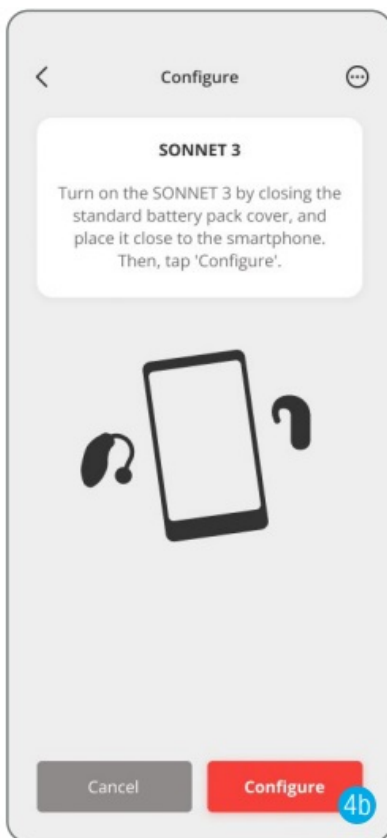 Configure
SONNET 3
Turn on the SONNET 3 by closing the
standard battery pack cover, and
place it close to the smartphone.
Then, tap 'Configure'.
Cancel
Configure
4b